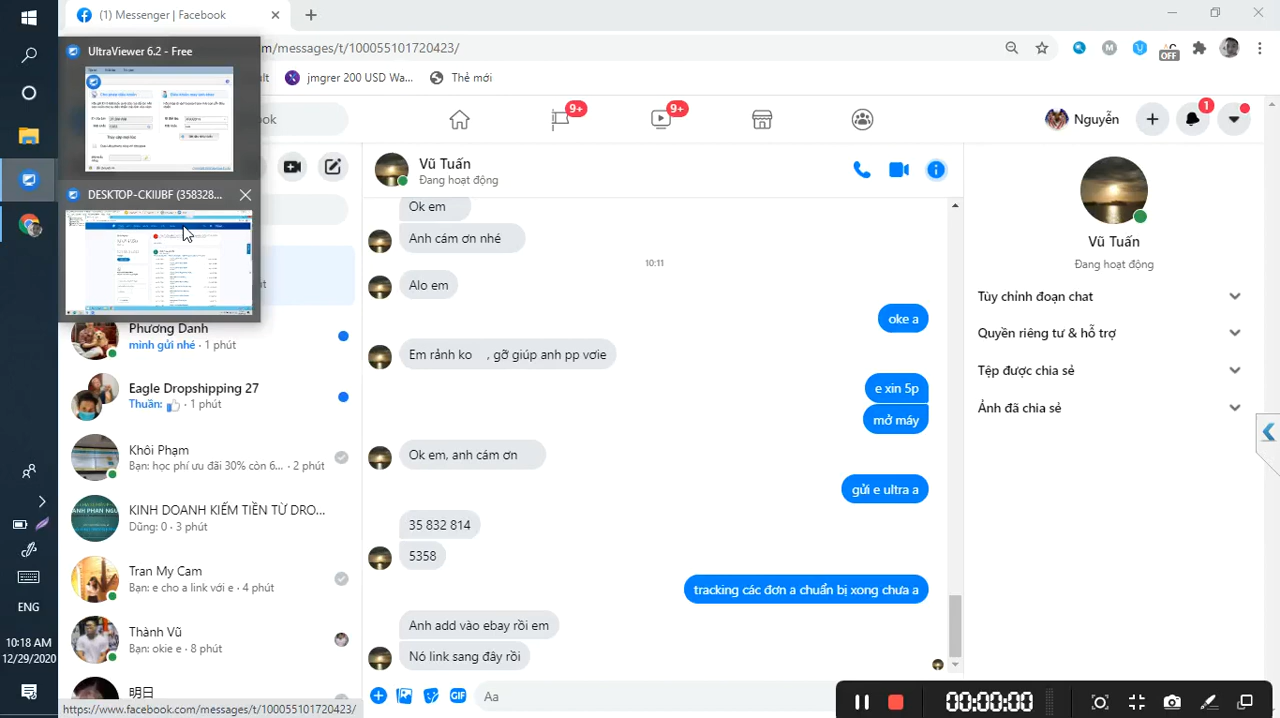 (1) Messenger | Facebook
UltraViewer 6.2 - Free
om/messages/t/100055101720423/
jmgrer 200 USD Wa...
Thẻ mới
OFF
9+
9+
Nguyễn
1
DESKTOP-CKIIJBF (358328...
Vũ Tuấn
Đang hoạt động
Ok em
10:11
Alo em
oke a
Em rảnh ko , gỡ giúp anh pp vơie
e xin 5p
mở máy
Ok em, anh cám ơn
gửi e ultra a
5358
tracking các đơn a chuẩn bị xong chưa a
Anh add vào ebay rồi em
Nó link sang đây rồi
Aa
GIF
Vũ Tuấn
Đang hoạt động
Tùy chỉnh đoạn chat
Quyền riêng tư & hỗ trợ
Tệp được chia sẻ
Ảnh đã chia sẻ
Phương Danh
mình gửi nhé · 1 phút
Eagle Dropshipping 27
Thuần: · 1 phút
Khôi Phạm
Bạn: học phí ưu đãi 30% còn 6... · 2 phút
KINH DOANH KIẾM TIỀN TỪ DRO...
Dũng: 0 · 3 phút
Tran My Cam
Bạn: e cho a link với e · 4 phút
Thành Vũ
Bạn: okie e · 8 phút
明日
ENG
10:18 AM
12/29/2020
https://www.facebook.com/messages/t/100055101720423/
00:00:00